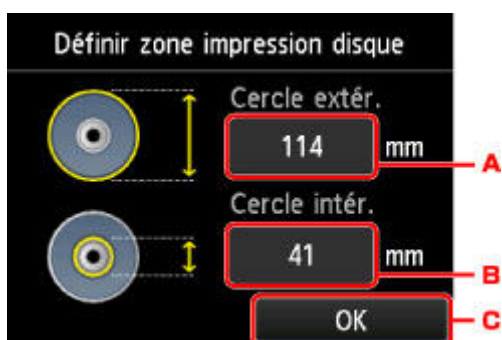 Définir zone impression disque
Cercle extér.
114 mm
A
Cercle intér.
41 mm
B
OK
C